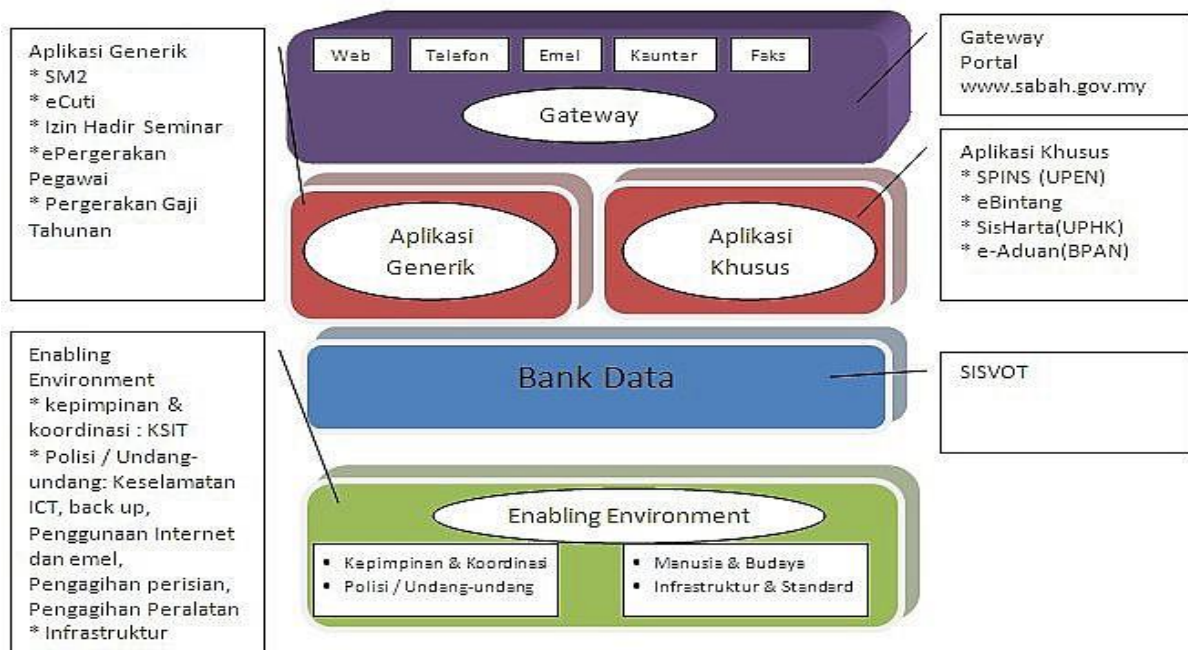 Aplikasi Generik
* SM2
* eCuti
* Izin Hadir Seminar
*ePergerakan
Pegawai
* Pergerakan Gaji
Tahunan
Web
Telefon
Emel
Kaunter
Faks
Gateway
Gateway
Portal
www.sabah.gov.my
Aplikasi
Generik
Aplikasi
Khusus
Aplikasi Khusus
* SPINS (UPEN)
* eBintang
* SisHarta(UPHK)
* e-Aduan(BPAN)
Bank Data
SISVOT
Enabling
Environment
* kepimpinan &
koordinasi : KSIT
* Polisi / Undang-
undang: Keselamatan
ICT, back up,
Penggunaan Internet
dan emel,
Pengagihan perisian,
Pengagihan Peralatan
* Infrastruktur
Enabling Environment
▪ Kepimpinan & Koordinasi
▪ Polisi / Undang-undang
▪ Manusia & Budaya
▪ Infrastruktur & Standard